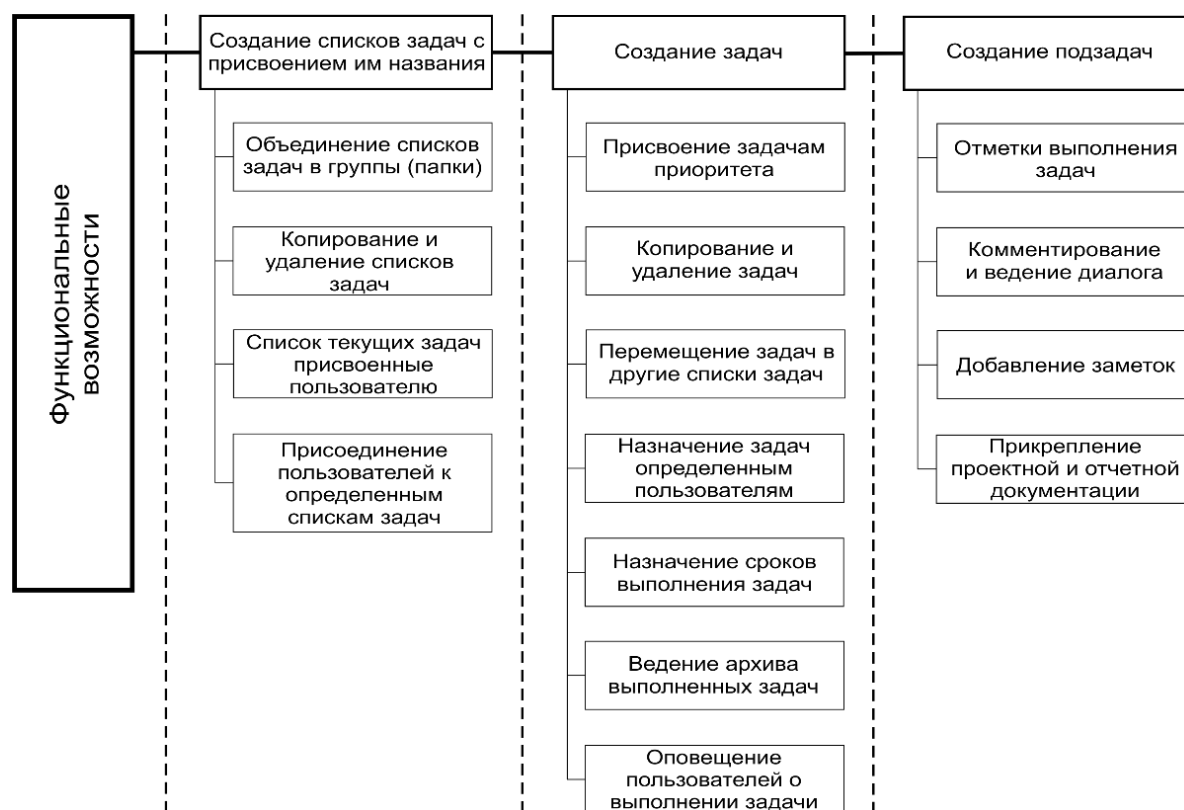 Функциональные
возможности
Создание списков задач с
присвоением им названия
Объединение списков
задач в группы (папки)
Копирование и
удаление списков
задач
Список текущих задач
присвоенные
пользователю
Присоединение
пользователей к
определенным
спискам задач
Создание задач
Присвоение задачам
приоритета
Копирование и
удаление задач
Перемещение задач в
другие списки задач
Назначение задач
определенным
пользователям
Назначение сроков
выполнения задач
Ведение архива
выполненных задач
Оповещение
пользователей о
выполнении задачи
Создание подзадач
Отметки выполнения
задач
Комментирование
и ведение диалога
Добавление заметок
Прикрепление
проектной и отчетной
документации